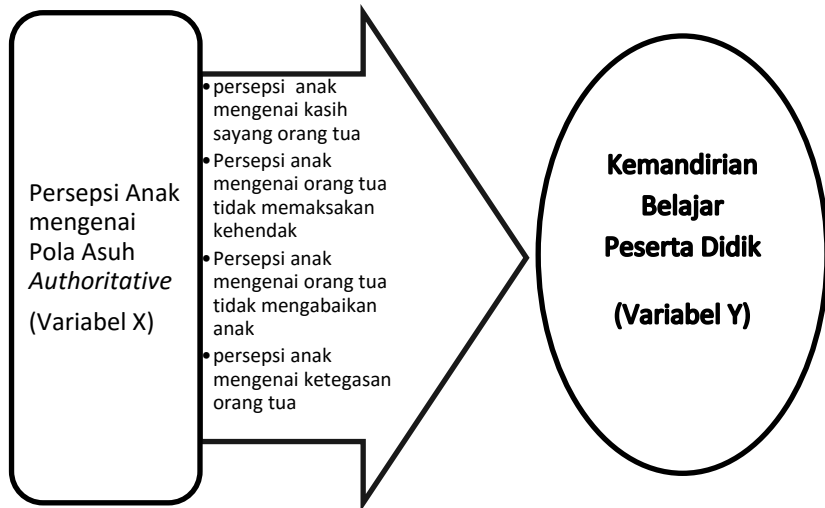 Persepsi Anak
mengenai
Pola Asuh
Authoritative
(Variabel X)
•persepsi anak
mengenai kasih
sayang orang tua
•Persepsi anak
mengenai orang tua
tidak memaksakan
kehendak
•Persepsi anak
mengenai orang tua
tidak mengabaikan
anak
•persepsi anak
mengenai ketegasan
orang tua
Kemandirian
Belajar
Peserta Didik
(Variabel Y)